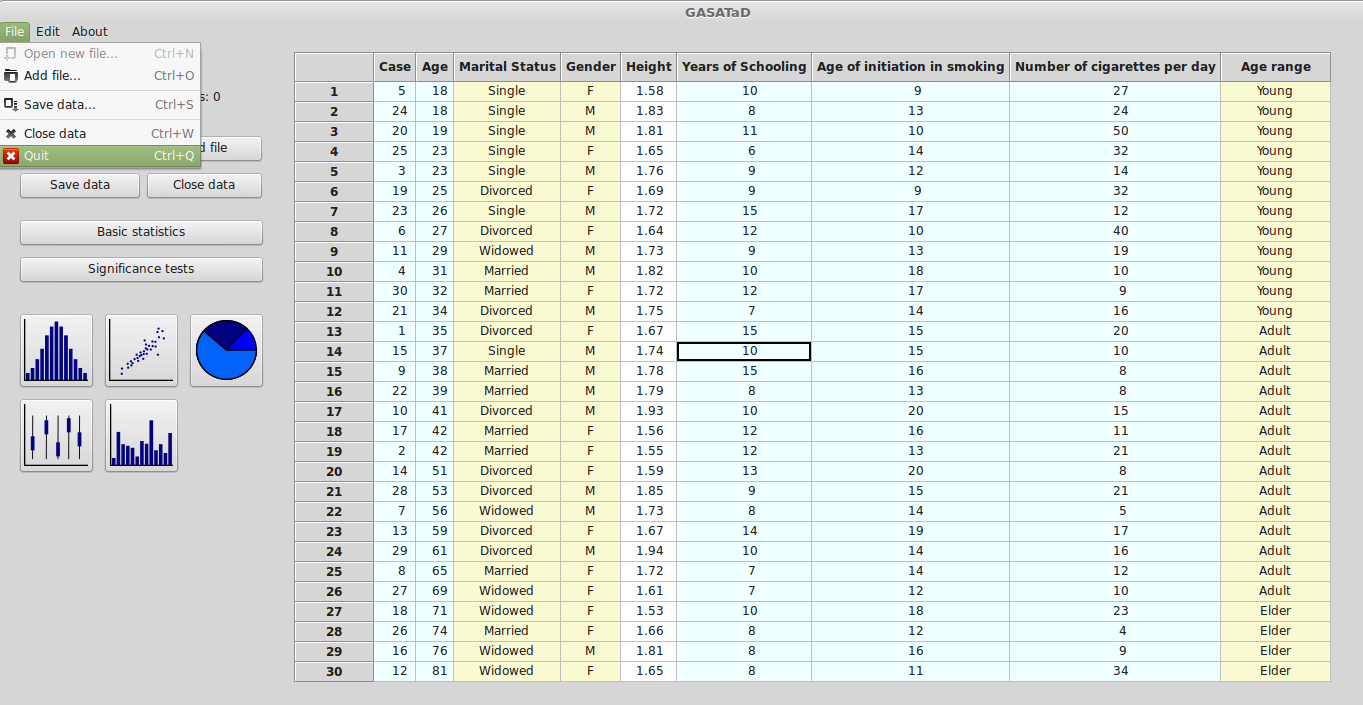 GASATaD
File Edit About
Open new file... Ctrl+N
Add file... Ctrl+O
Save data... Ctrl+S
Close data Ctrl+W
Quit Ctrl+Q
s: 0
d file
Save data Close data
Basic statistics
Significance tests
Case Age Marital Status Gender Height Years of Schooling Age of initiation in smoking Number of cigarettes per day Age range
1 5 18 Single F 1.58 10 9 27 Young
2 24 18 Single M 1.83 8 13 24 Young
3 20 19 Single M 1.81 11 10 50 Young
4 25 23 Single F 1.65 6 14 32 Young
5 3 23 Single M 1.76 9 12 14 Young
6 19 25 Divorced F 1.69 9 9 32 Young
7 23 26 Single M 1.72 15 17 12 Young
8 6 27 Divorced F 1.64 12 10 40 Young
9 11 29 Widowed M 1.73 9 13 19 Young
10 4 31 Married M 1.82 10 18 10 Young
11 30 32 Married F 1.72 12 17 9 Young
12 21 34 Divorced M 1.75 7 14 16 Young
13 1 35 Divorced F 1.67 15 15 20 Adult
14 15 37 Single M 1.74 10 15 10 Adult
15 9 38 Married M 1.78 15 16 8 Adult
16 22 39 Married M 1.79 8 13 8 Adult
17 10 41 Divorced M 1.93 10 20 15 Adult
18 17 42 Married F 1.56 12 16 11 Adult
19 2 42 Married F 1.55 12 13 21 Adult
20 14 51 Divorced F 1.59 13 20 8 Adult
21 28 53 Divorced M 1.85 9 15 21 Adult
22 7 56 Widowed M 1.73 8 14 5 Adult
23 13 59 Divorced F 1.67 14 19 17 Adult
24 29 61 Divorced M 1.94 10 14 16 Adult
25 8 65 Married F 1.72 7 14 12 Adult
26 27 69 Widowed F 1.61 7 12 10 Adult
27 18 71 Widowed F 1.53 10 18 23 Elder
28 26 74 Married F 1.66 8 12 4 Elder
29 16 76 Widowed M 1.81 8 16 9 Elder
30 12 81 Widowed F 1.65 8 11 34 Elder